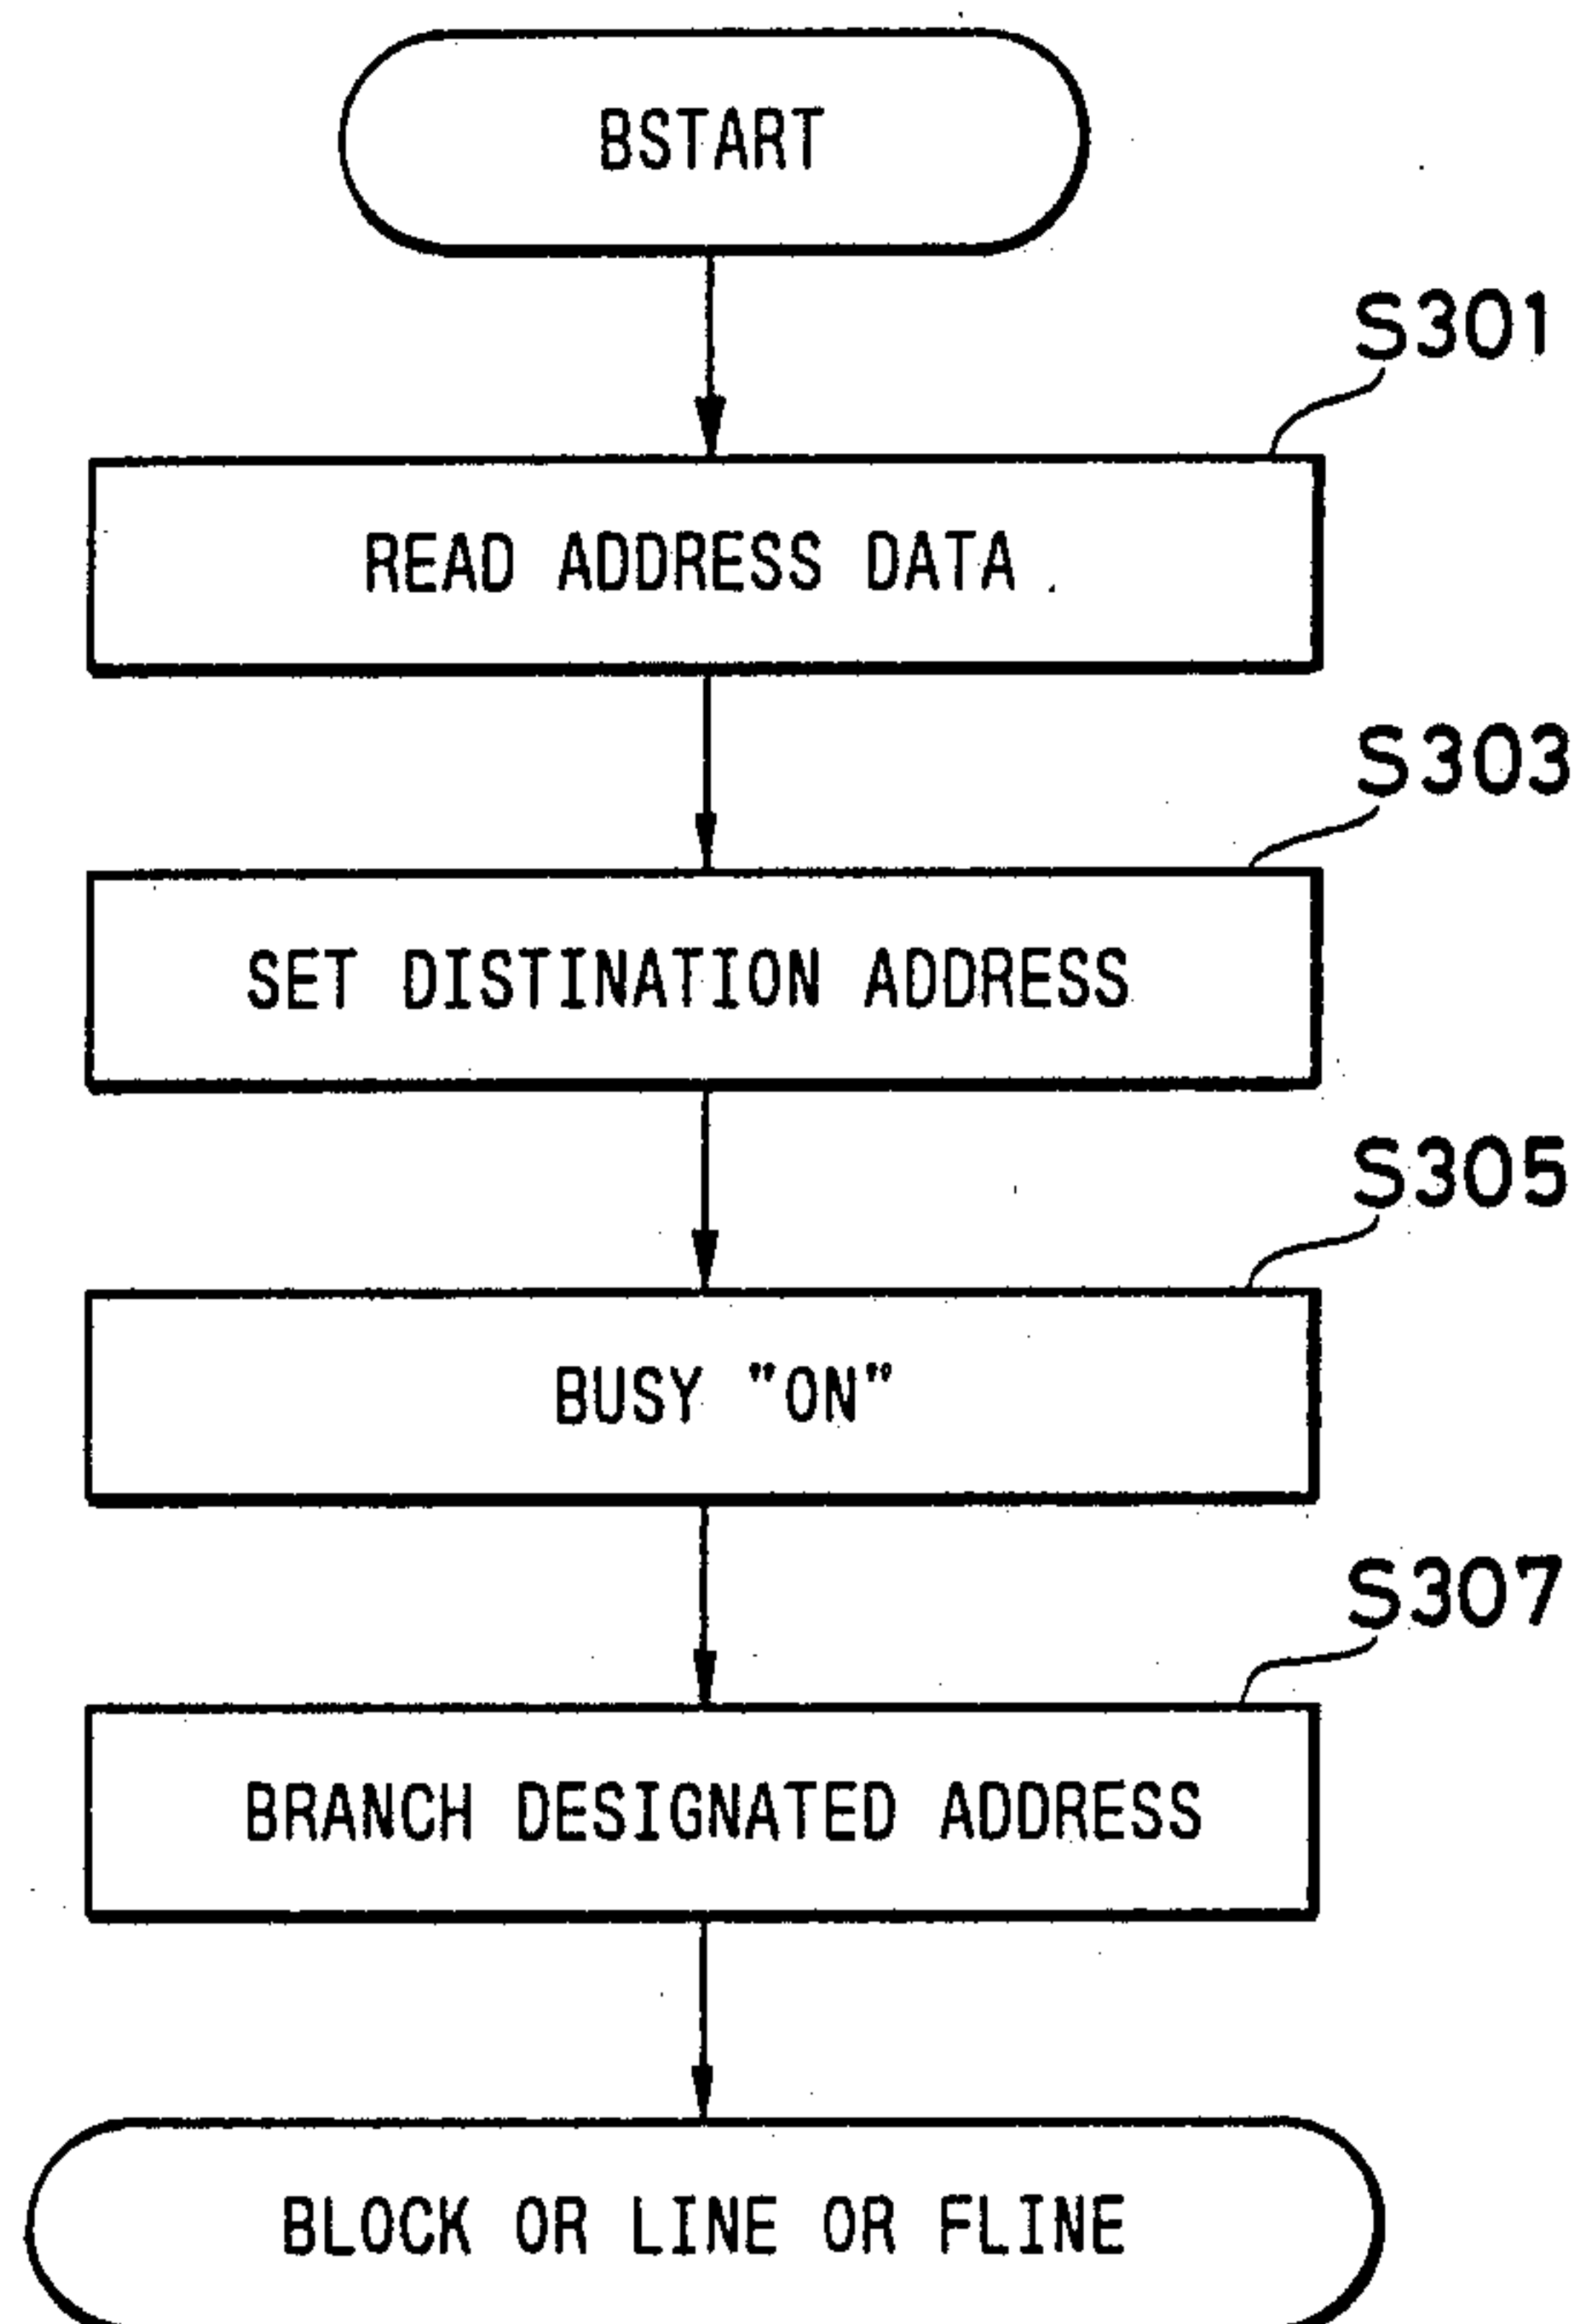 BSTART
S301
READ ADDRESS DATA
S303
SET DISTINATION ADDRESS
S305
BUSY "ON"
S307
BRANCH DESIGNATED ADDRESS
BLOCK OR LINE OR FLINE